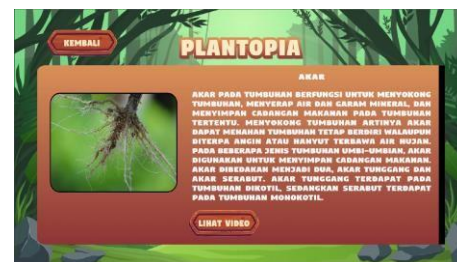 KEMBALI
PLANTOPIA
AKAR
AKAR PADA TUMBUHAN BERFUNGSI UNTUK MENYOKONG
TUMBUHAN, MENYERAP AIR DAN GARAM MINERAL, DAN
MENYIMPAN CADANGAN MAKANAN PADA TUMBUHAN
TERTENTU. MENYOKONG TUMBUHAN ARTINYA AKAR
DAPAT MENAHAN TUMBUHAN TETAP BERDIRI WALAUPUN
DITERPA ANGIN ATAU HANYUT TERBAWA AIR HUJAN.
PADA BEBERAPA JENIS TUMBUHAN UMBI-UMBIAN, AKAR
DIGUNAKAN UNTUK MENYIMPAN CADANGAN MAKANAN.
AKAR DIBEDAKAN MENJADI DUA, AKAR TUNGGANG DAN
AKAR SERABUT. AKAR TUNGGANG TERDAPAT PADA
TUMBUHAN DIKOTIL, SEDANGKAN SERABUT TERDAPAT
PADA TUMBUHAN MONOKOTIL.
LIHAT VIDEO